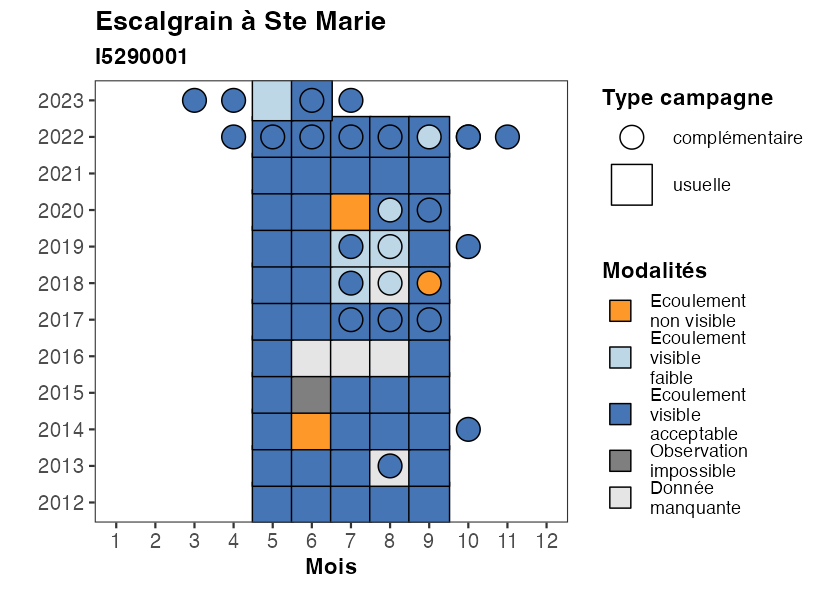 Escalgrain à Ste Marie
I5290001
2023
2022
2021
2020
2019
2018
2017
2016
2015
2014
2013
2012
1 2 3 4 5 6 7 8 9 10 11 12
Mois
Type campagne
complémentaire
usuelle
Modalités
Ecoulement
non visible
Ecoulement
visible
faible
Ecoulement
visible
acceptable
Observation
impossible
Donnée
manquante